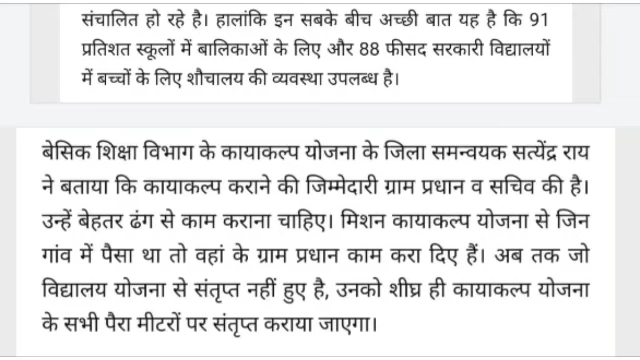 संचालित हो रहे है। हालांकि इन सबके बीच अच्छी बात यह है कि 91
प्रतिशत स्कूलों में बालिकाओं के लिए और 88 फीसद सरकारी विद्यालयों
में बच्चों के लिए शौचालय की व्यवस्था उपलब्ध है।
बेसिक शिक्षा विभाग के कायाकल्प योजना के जिला समन्वयक सत्येंद्र राय
ने बताया कि कायाकल्प कराने की जिम्मेदारी ग्राम प्रधान व सचिव की है।
उन्हें बेहतर ढंग से काम कराना चाहिए। मिशन कायाकल्प योजना से जिन
गांव में पैसा था तो वहां के ग्राम प्रधान काम करा दिए हैं। अब तक जो
विद्यालय योजना से संतृप्त नहीं हुए है, उनको शीघ्र ही कायाकल्प योजना
के सभी पैरा मीटरों पर संतृप्त कराया जाएगा।